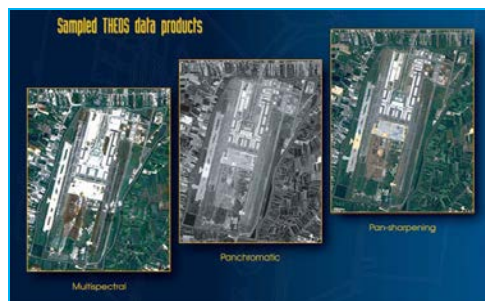 Sampled THEOS data products
Multispectral
Panchromatic
Pan-sharpening